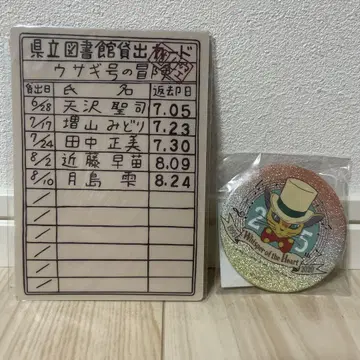 県立図書館貸出カード
ウサギ号の冒険
貸出日 氏名 返却日
6/28 天沢聖司 7.05
7/17 増山みどり 7.23
7/24 田中正美 7.30
8/2 近藤早苗 8.09
8/10 月島雫 8.24
/
/
/
/
/
25
Whisper of the Heart